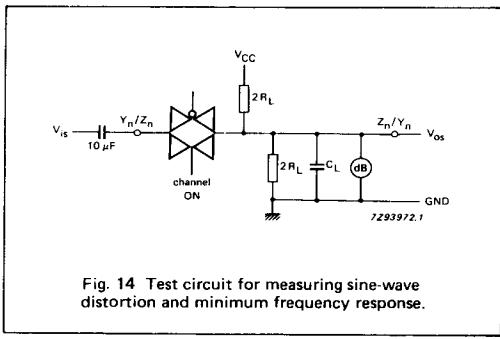 VCC
2RL
Yn/Zn
Vis
10 µF
channel
ON
2RL
CL
dB
Zn/Yn
Vos
GND
7Z93972.1
Fig. 14 Test circuit for measuring sine-wave
distortion and minimum frequency response.